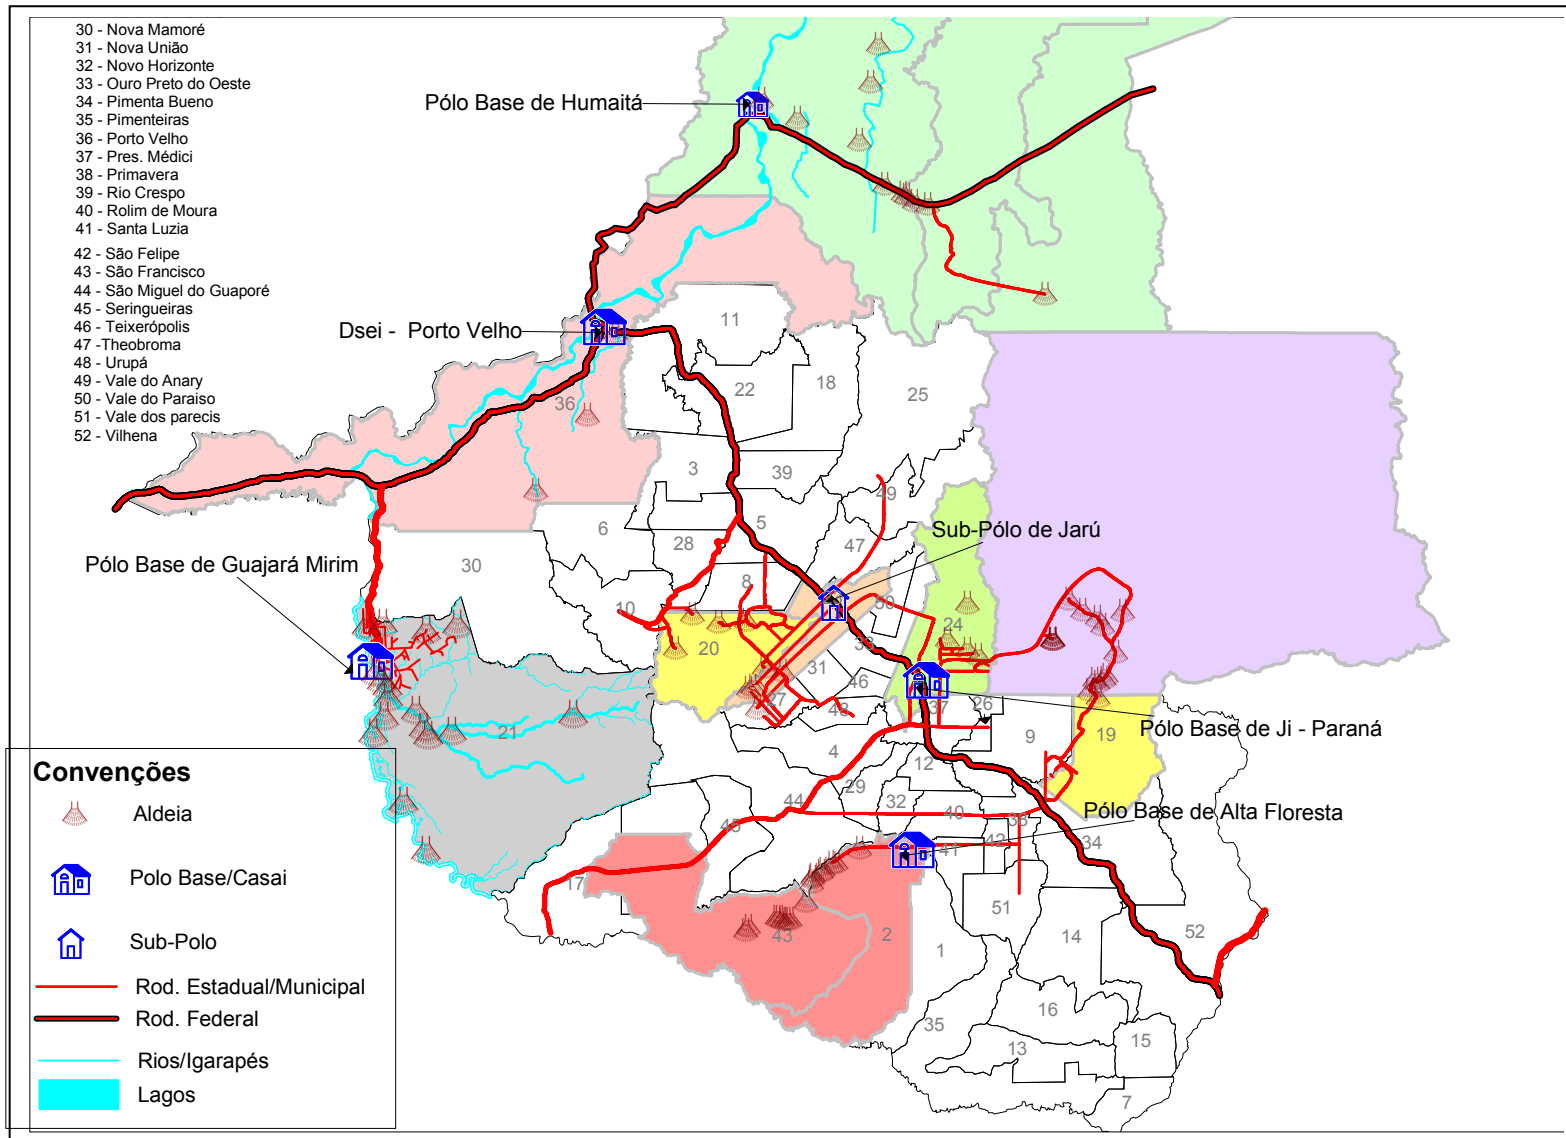 30 - Nova Mamoré
31 - Nova União
32 - Novo Horizonte
33 - Ouro Preto do Oeste
34 - Pimenta Bueno
35 - Pimenteiras
36 - Porto Velho
37 - Pres. Médici
38 - Primavera
39 - Rio Crespo
40 - Rolim de Moura
41 - Santa Luzia
42 - São Felipe
43 - São Francisco
44 - São Miguel do Guaporé
45 - Seringueiras
46 - Teixerópolis
47 -Theobroma
48 - Urupá
49 - Vale do Anary
50 - Vale do Paraiso
51 - Vale dos parecis
52 - Vilhena
Pólo Base de Humaitá
Dsei - Porto Velho
11
22
18
25
36
3
39
49
6
5
Sub-Pólo de Jarú
28
47
30
Pólo Base de Guajará Mirim
8
10
50
24
20
33
31
46
27
48
37
26
21
4
9
19
Pólo Base de Ji - Paraná
12
29
44
32
40
38
Pólo Base de Alta Floresta
45
41
42
34
17
51
43
2
1
14
52
16
35
13
15
7
Convenções
Aldeia
Polo Base/Casai
Sub-Polo
Rod. Estadual/Municipal
Rod. Federal
Rios/Igarapés
Lagos